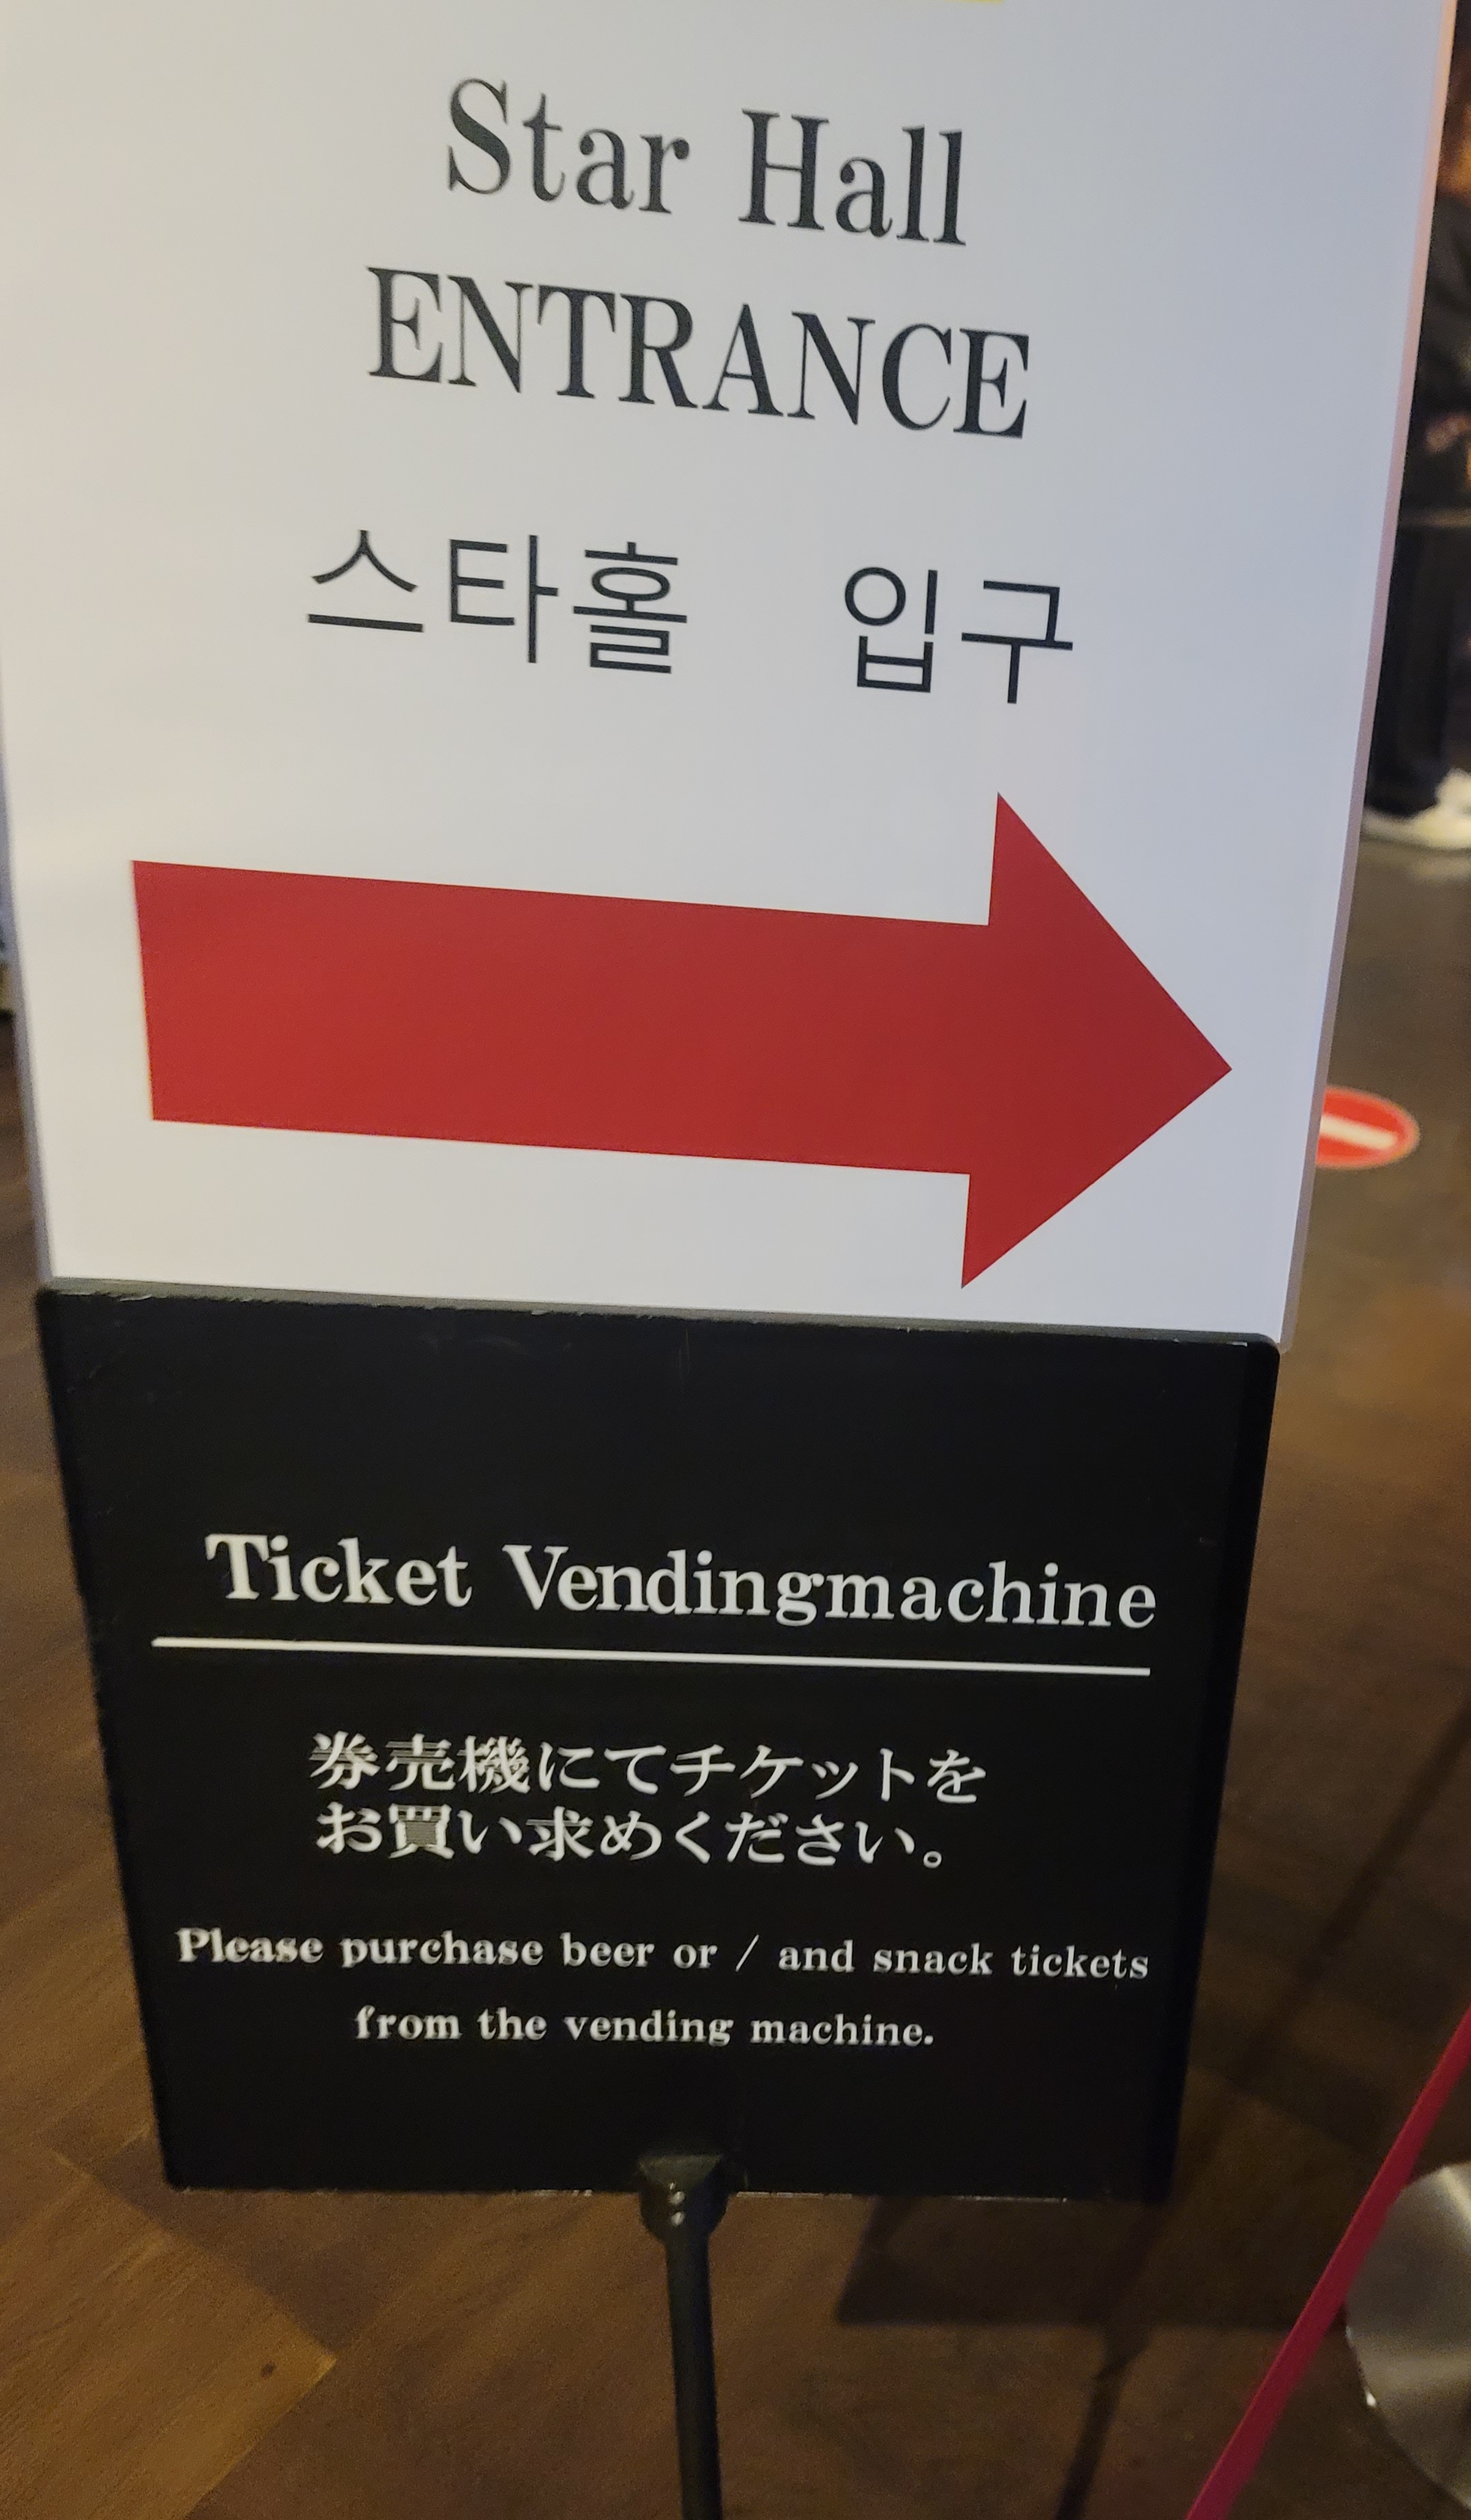 Star Hall
ENTRANCE
스타홀 입구
Ticket Vendingmachine
券売機にてチケットを
お買い求めください。
Please purchase beer or / and snack tickets
from the vending machine.